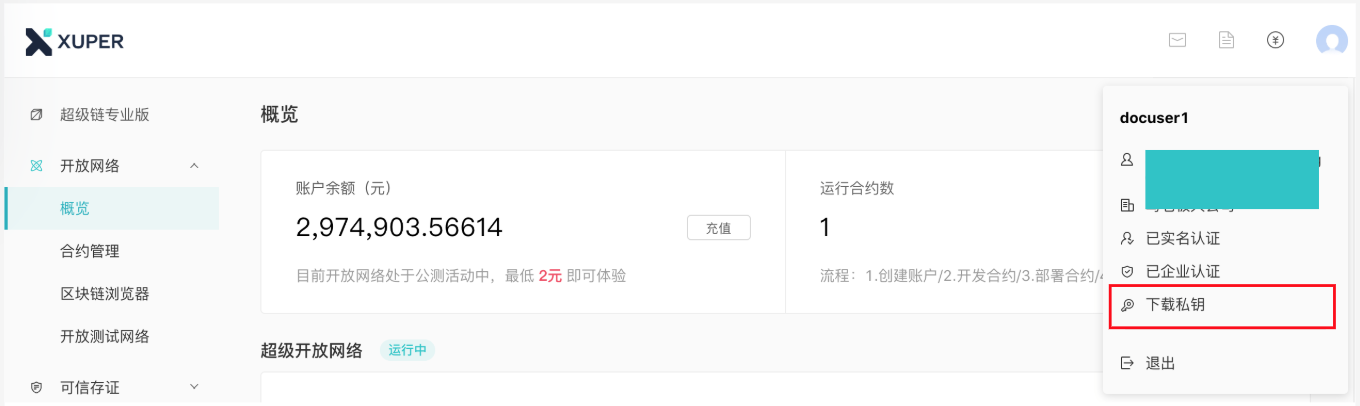 XUPER
超级链专业版
开放网络
概览
合约管理
区块链浏览器
开放测试网络
可信存证
概览
账户余额（元）
2,974,903.56614
充值
目前开放网络处于公测活动中，最低 2元 即可体验
运行合约数
1
流程：1.创建账户/2.开发合约/3.部署合约/
超级开放网络
运行中
docuser1
已实名认证
已企业认证
下载私钥
退出